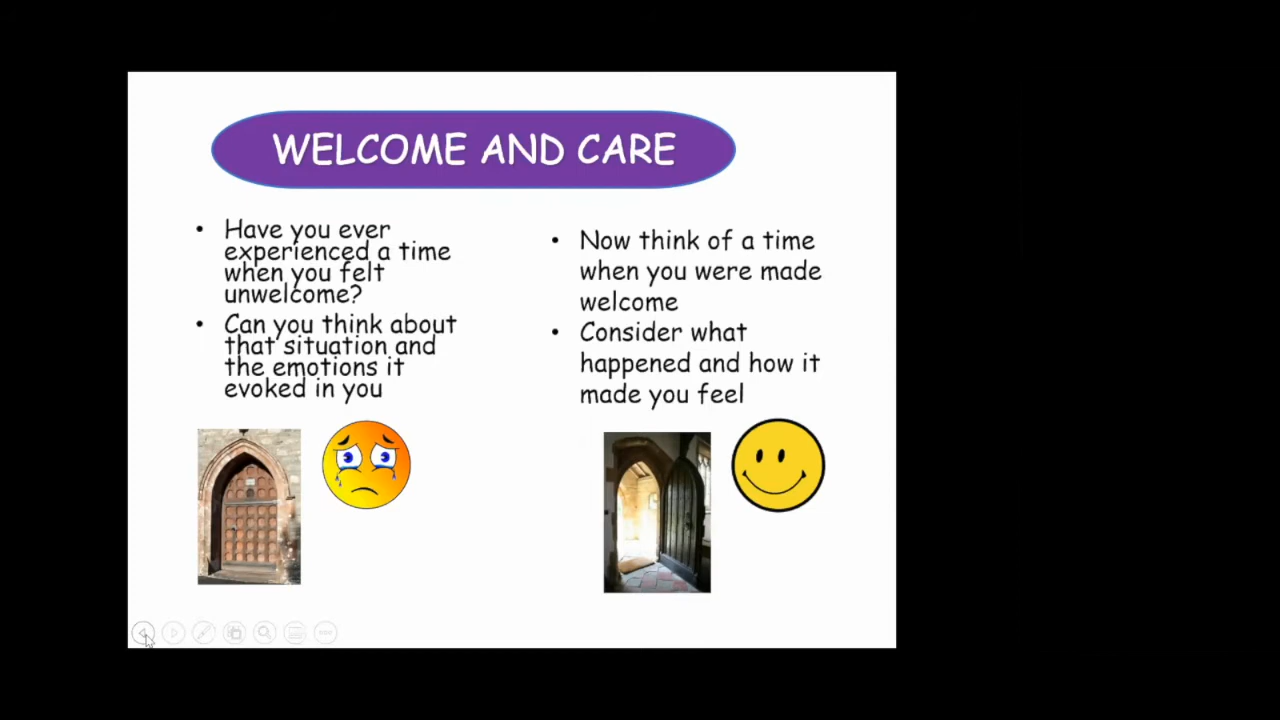 WELCOME AND CARE
• Have you ever
experienced a time
when you felt
unwelcome?
• Can you think about
that situation and
the emotions it
evoked in you
• Now think of a time
when you were made
welcome
• Consider what
happened and how it
made you feel